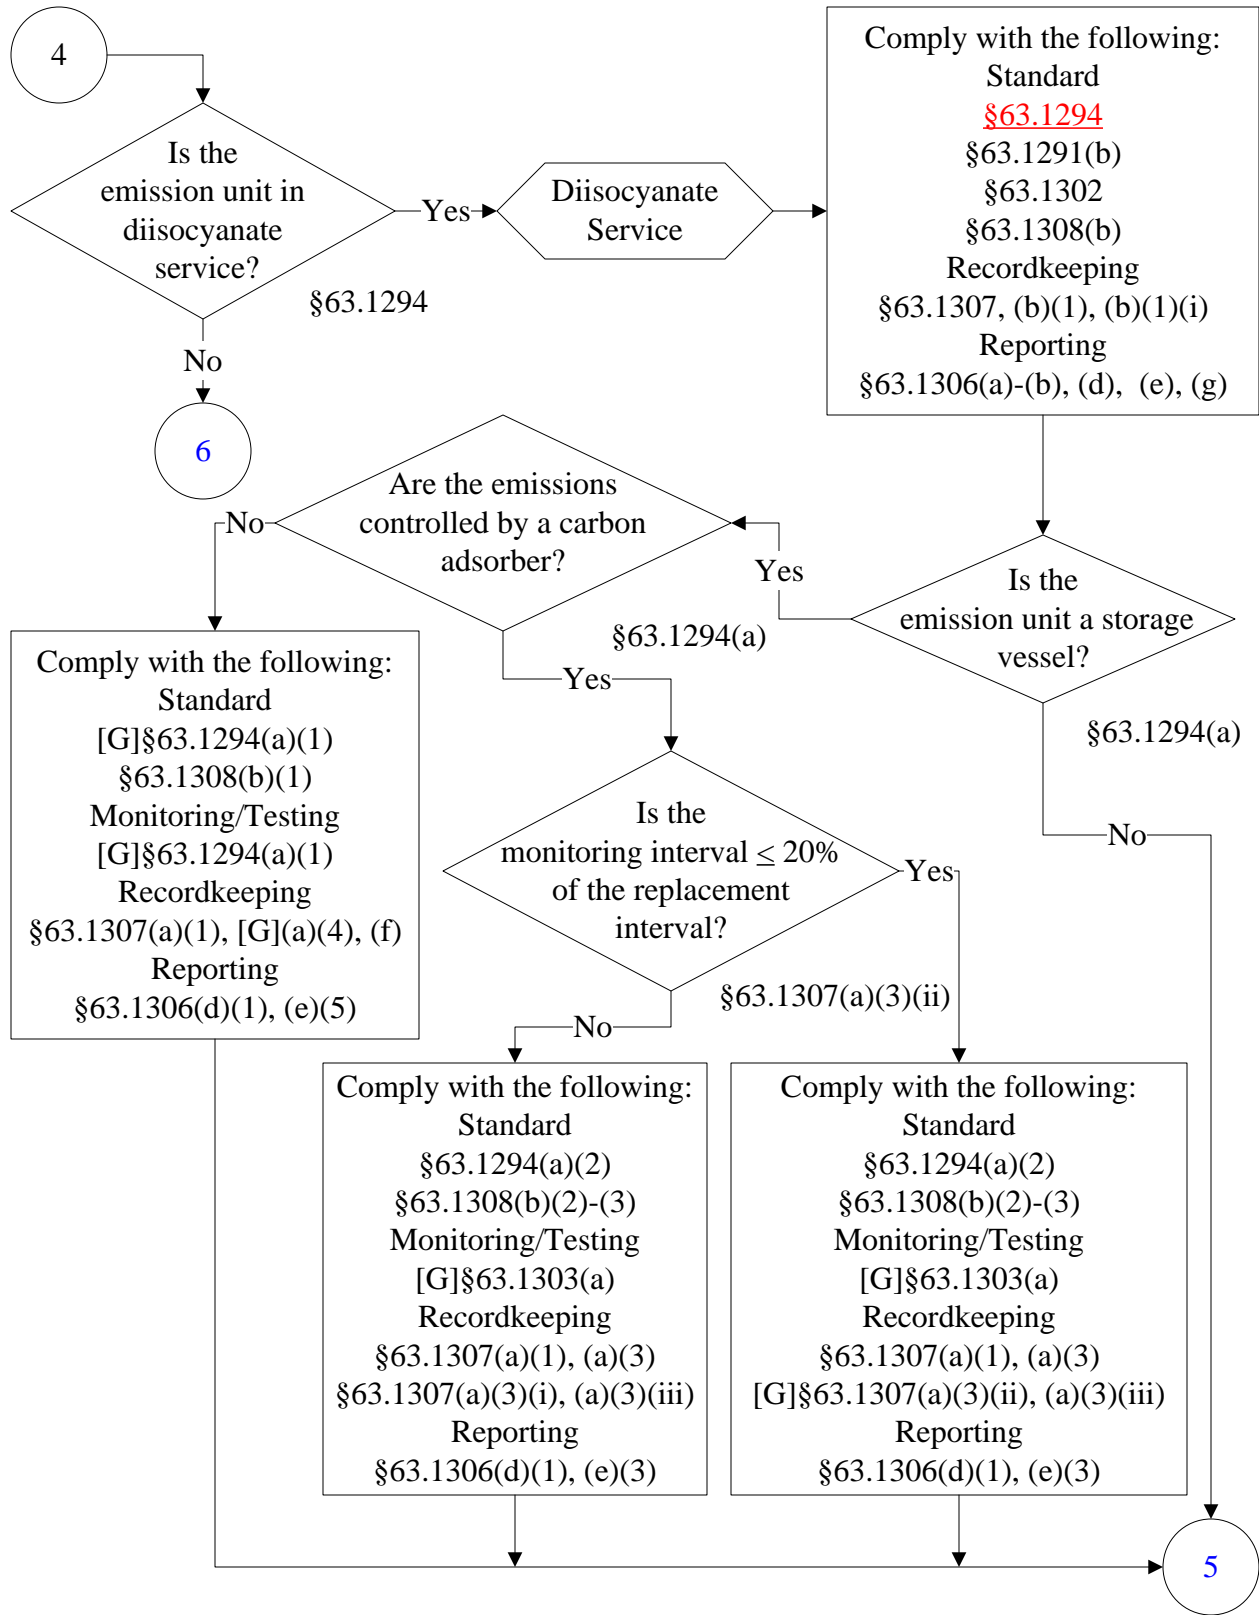 4
Is the
emission unit in
diisocyanate
service?
§63.1294
Yes
Diisocyanate
Service
Comply with the following:
Standard
§63.1294
§63.1291(b)
§63.1302
§63.1308(b)
Recordkeeping
§63.1307, (b)(1), (b)(1)(i)
Reporting
§63.1306(a)-(b), (d),  (e), (g)
No
6
Is the
emission unit a storage
vessel?
§63.1294(a)
Yes
No
Are the emissions
controlled by a carbon
adsorber?
§63.1294(a)
No
Yes
Comply with the following:
Standard
[G]§63.1294(a)(1)
§63.1308(b)(1)
Monitoring/Testing
[G]§63.1294(a)(1)
Recordkeeping
§63.1307(a)(1), [G](a)(4), (f)
Reporting
§63.1306(d)(1), (e)(5)
Is the
monitoring interval ≤ 20%
of the replacement
interval?
§63.1307(a)(3)(ii)
No
Yes
Comply with the following:
Standard
§63.1294(a)(2)
§63.1308(b)(2)-(3)
Monitoring/Testing
[G]§63.1303(a)
Recordkeeping
§63.1307(a)(1), (a)(3)
§63.1307(a)(3)(i), (a)(3)(iii)
Reporting
§63.1306(d)(1), (e)(3)
Comply with the following:
Standard
§63.1294(a)(2)
§63.1308(b)(2)-(3)
Monitoring/Testing
[G]§63.1303(a)
Recordkeeping
§63.1307(a)(1), (a)(3)
[G]§63.1307(a)(3)(ii), (a)(3)(iii)
Reporting
§63.1306(d)(1), (e)(3)
5